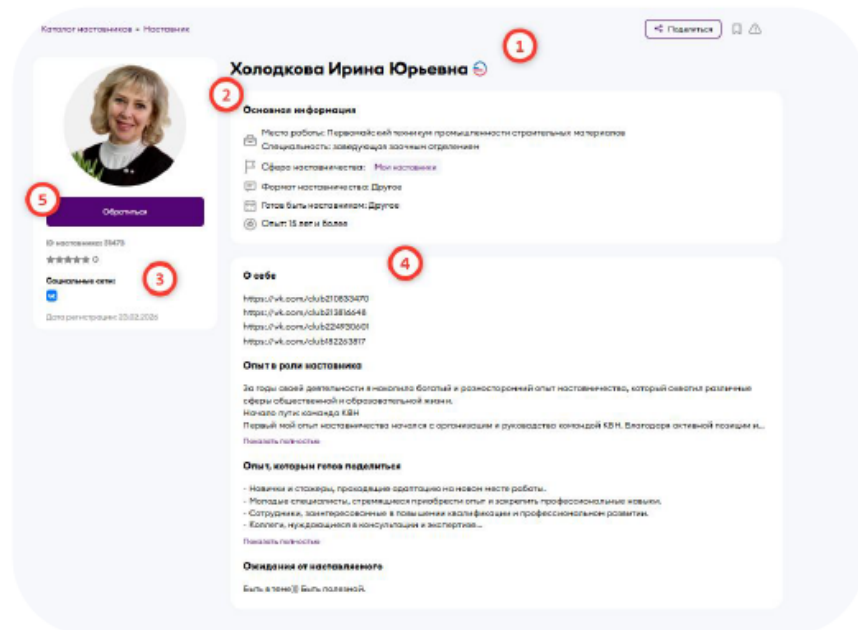 Каталог наставников • Наставник
Поделиться
1
Холодкова Ирина Юрьевна
2
Основная информация
Место работы: Первомайский техникум промышленности строительных материалов
Специальность: заведующая заочным отделением
Сфера наставничества: Мои наставники
Формат наставничества: Другое
Готов быть наставником: Другое
Опыт: 15 лет и более
5
Обратиться
ID наставника: 31473
0
Социальные сети:
3
Дата регистрации: 23.02.2026
4
О себе
https://vk.com/club210833470
https://vk.com/club213816648
https://vk.com/club224930601
https://vk.com/club182263817
Опыт в роли наставника
За годы своей деятельности я накопила богатый и разносторонний опыт наставничества, который охватил различные
сферы общественной и образовательной жизни.
Начало пути: команда КВН
Первый мой опыт наставничества начался с организации и руководства командой КВН. Благодаря активной позиции и...
Показать полностью
Опыт, которым готов поделиться
- Новички и стажеры, проходящие адаптацию на новом месте работы.
- Молодые специалисты, стремящиеся приобрести опыт и закрепить профессиональные навыки.
- Сотрудники, заинтересованные в повышении квалификации и профессиональном развитии.
- Коллеги, нуждающиеся в консультации и экспертизе...
Показать полностью
Ожидания от наставляемого
Быть в теме))) Быть полезной.